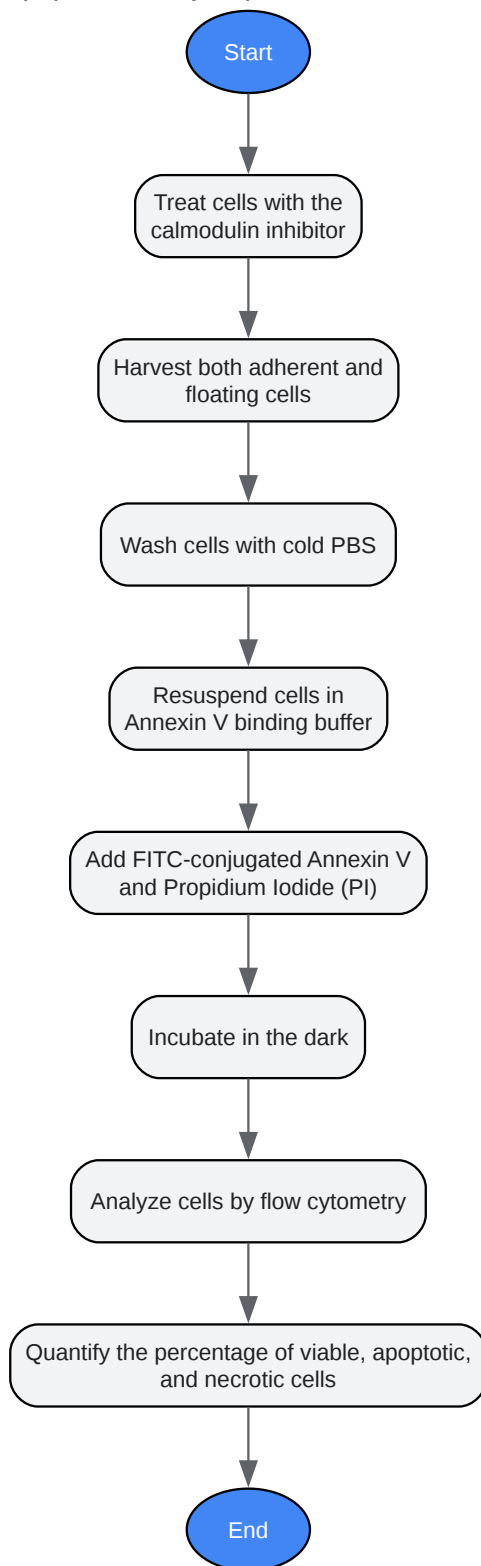 Start
Treat cells with the
calmodulin inhibitor
Harvest both adherent and
floating cells
Wash cells with cold PBS
Resuspend cells in
Annexin V binding buffer
Add FITC-conjugated Annexin V
and Propidium Iodide (PI)
Incubate in the dark
Analyze cells by flow cytometry
Quantify the percentage of viable, apoptotic,
and necrotic cells
End